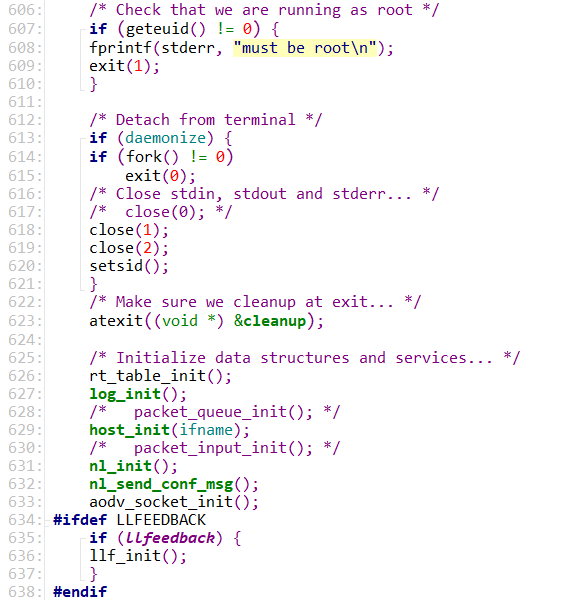 606: /* Check that we are running as root */
607: if (geteuid() != 0) {
608: fprintf(stderr, "must be root\n");
609: exit(1);
610: }
611:
612: /* Detach from terminal */
613: if (daemonize) {
614: if (fork() != 0)
615: exit(0);
616: /* Close stdin, stdout and stderr... */
617: /*  close(0); */
618: close(1);
619: close(2);
620: setsid();
621: }
622: /* Make sure we cleanup at exit... */
623: atexit((void *) &cleanup);
624:
625: /* Initialize data structures and services... */
626: rt_table_init();
627: log_init();
628: /*   packet_queue_init(); */
629: host_init(ifname);
630: /*   packet_input_init(); */
631: nl_init();
632: nl_send_conf_msg();
633: aodv_socket_init();
634: #ifdef LLFEEDBACK
635: if (llfeedback) {
636: llf_init();
637: }
638: #endif